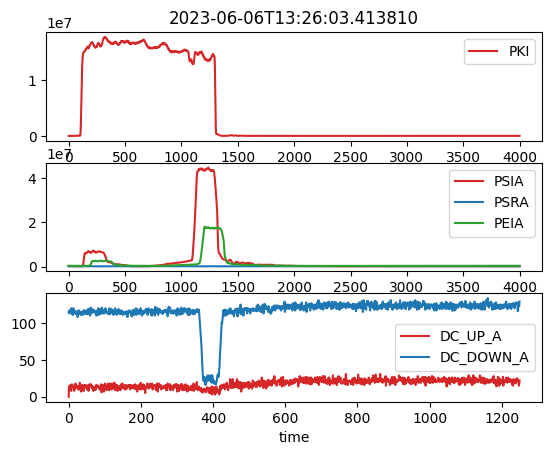 2023-06-06T13:26:03.413810
1e7
PKI
1
0
0 500 1000 1500 2000 2500 3000 3500 4000
1e7
PSIA
PSRA
PEIA
4
2
0
0 500 1000 1500 2000 2500 3000 3500 4000
100
50
0
DC_UP_A
DC_DOWN_A
0 200 400 600 800 1000 1200
time